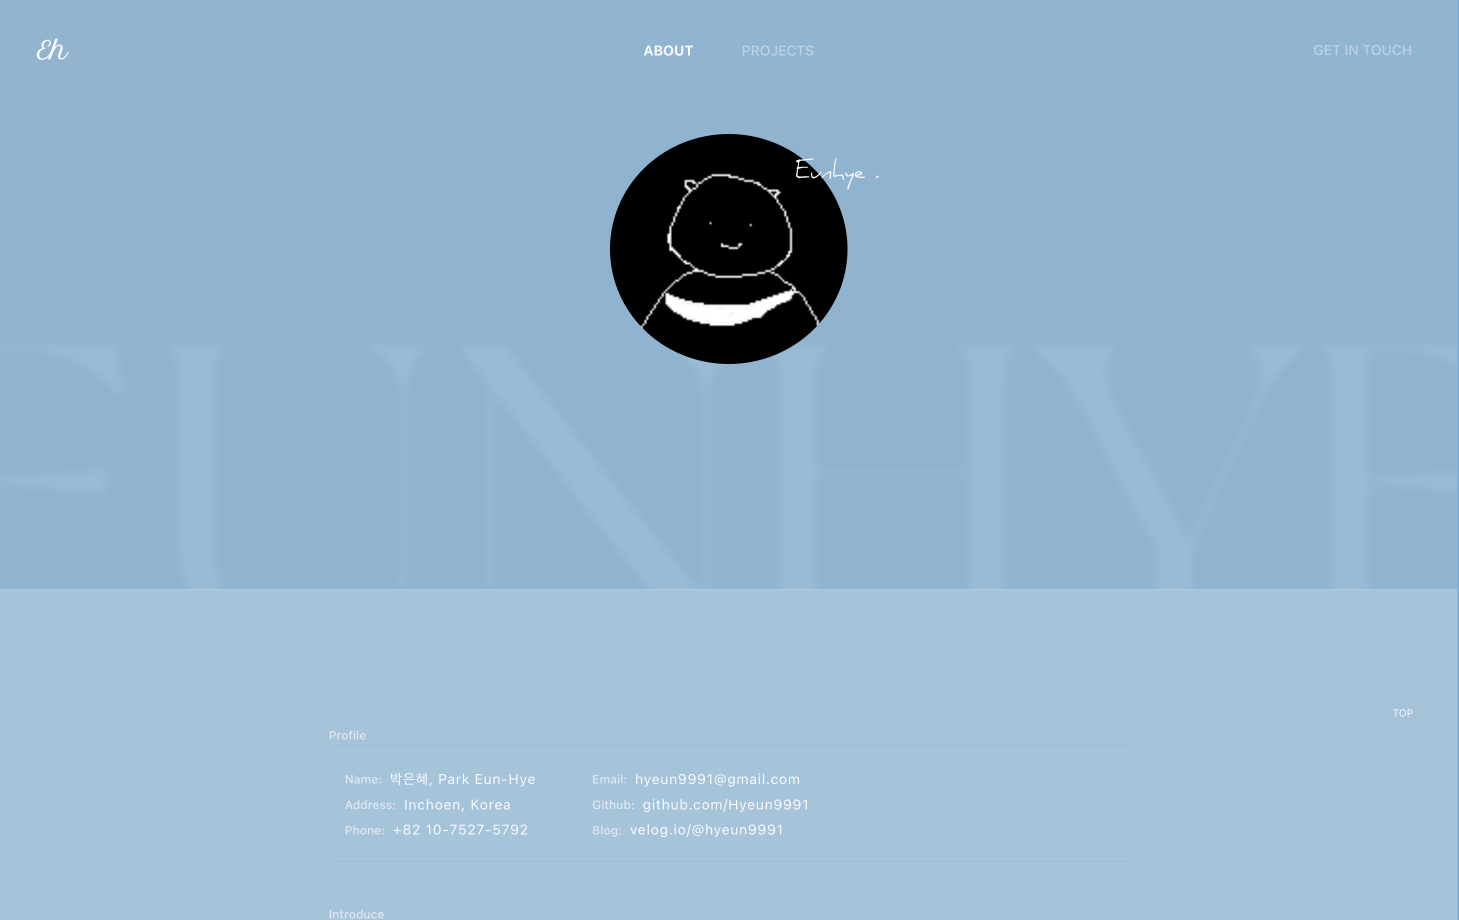 Eh
ABOUT
PROJECTS
GET IN TOUCH
Eunhye .
EUNHYE
TOP
Profile
Name: 박은혜, Park Eun-Hye
Address: Inchoen, Korea
Phone: +82 10-7527-5792
Email: hyeun9991@gmail.com
Github: github.com/Hyeun9991
Blog: velog.io/@hyeun9991
Introduce